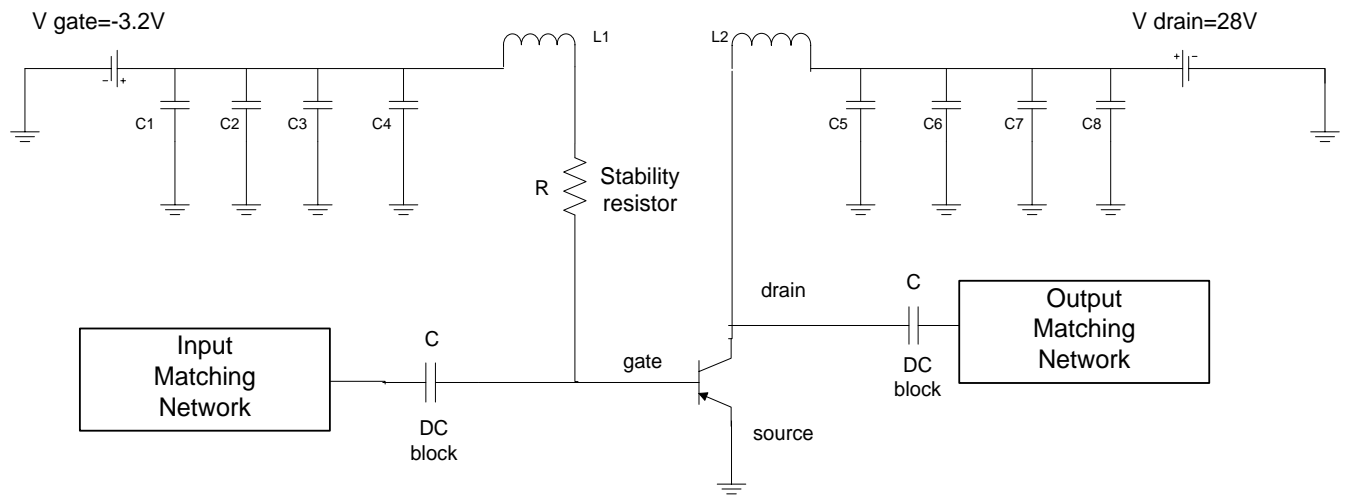 V gate=-3.2V
V drain=28V
L1
L2
- +
+ -
C1
C2
C3
C4
C5
C6
C7
C8
R
Stability
resistor
drain
C
Output
Matching
Network
Input
Matching
Network
C
gate
DC
block
DC
block
source